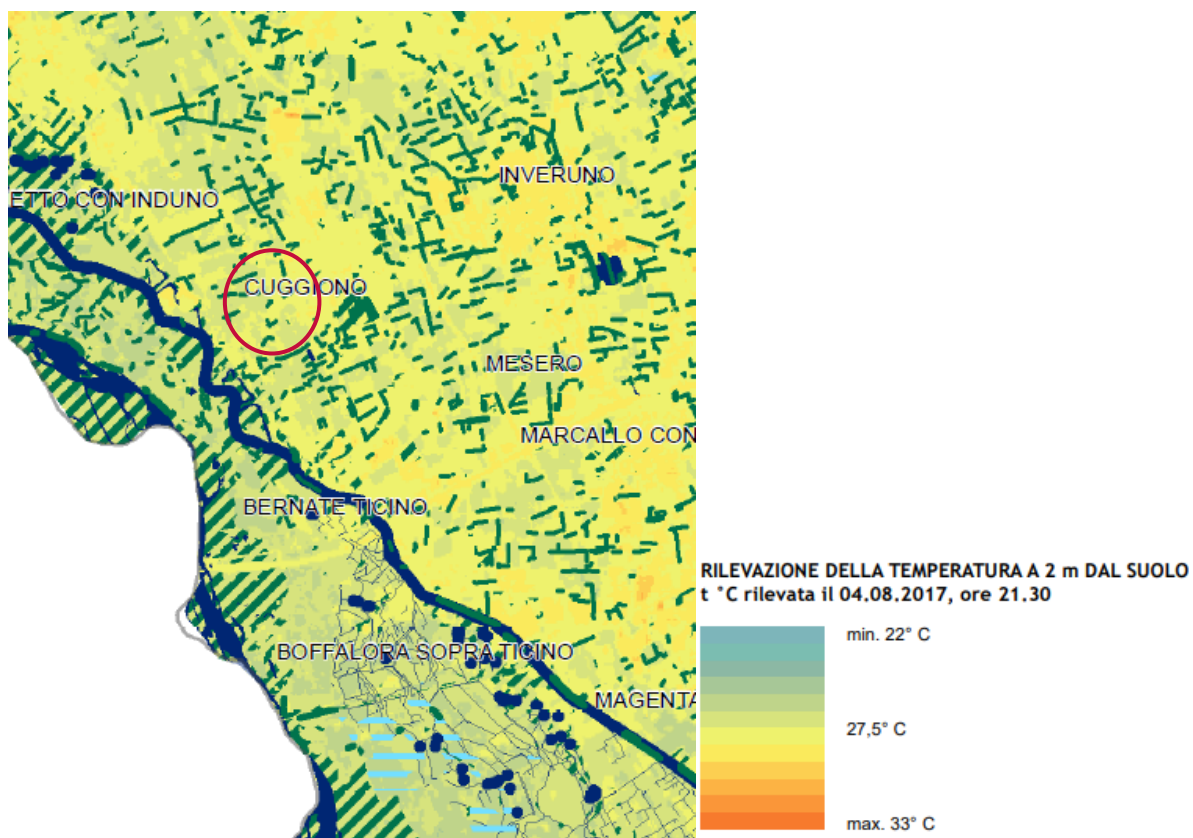 INVERUNO
ETTO CON INDUNO
CUGGIONO
MESERO
MARCALLO CON
BERNATE TICINO
BOFFALORA SOPRA TICINO
MAGENTA
RILEVAZIONE DELLA TEMPERATURA A 2 m DAL SUOLO
t °C rilevata il 04.08.2017, ore 21.30
min. 22° C
27,5° C
max. 33° C